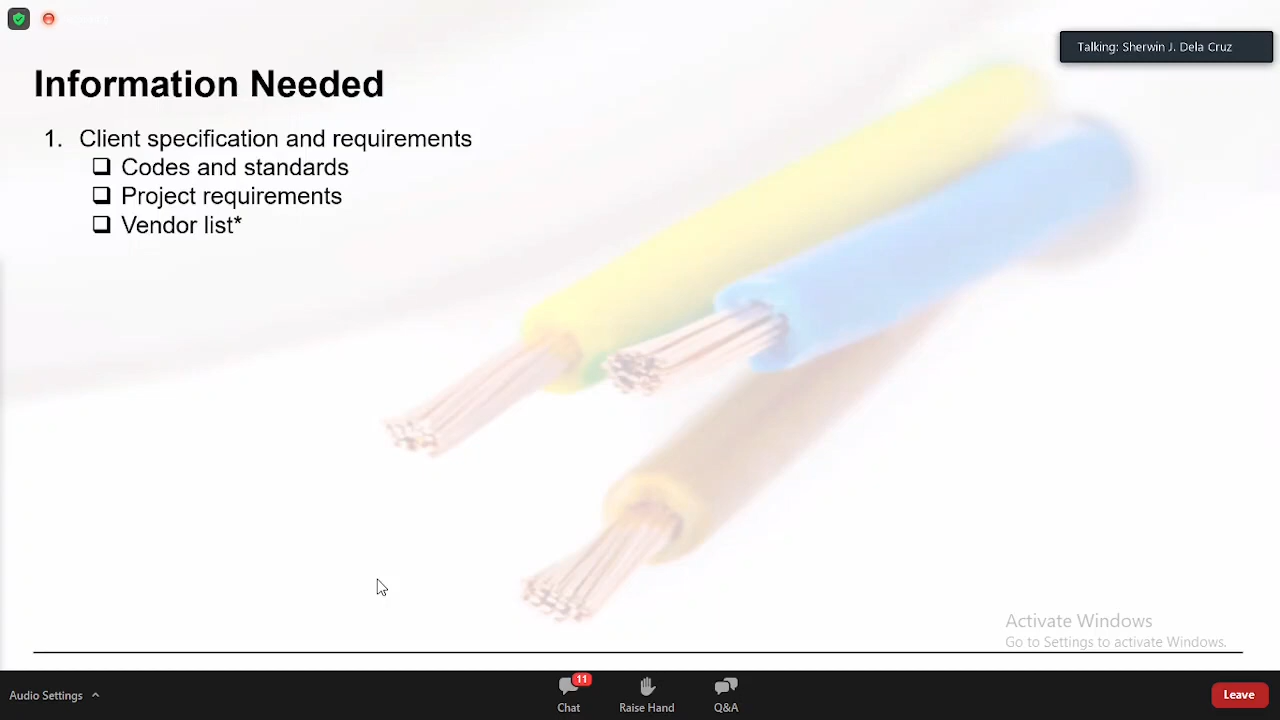 Talking: Sherwin J. Dela Cruz
Information Needed
1. Client specification and requirements
❑ Codes and standards
❑ Project requirements
❑ Vendor list*
Activate Windows
Go to Settings to activate Windows.
Audio Settings
11
Chat
Raise Hand
Q&A
Leave